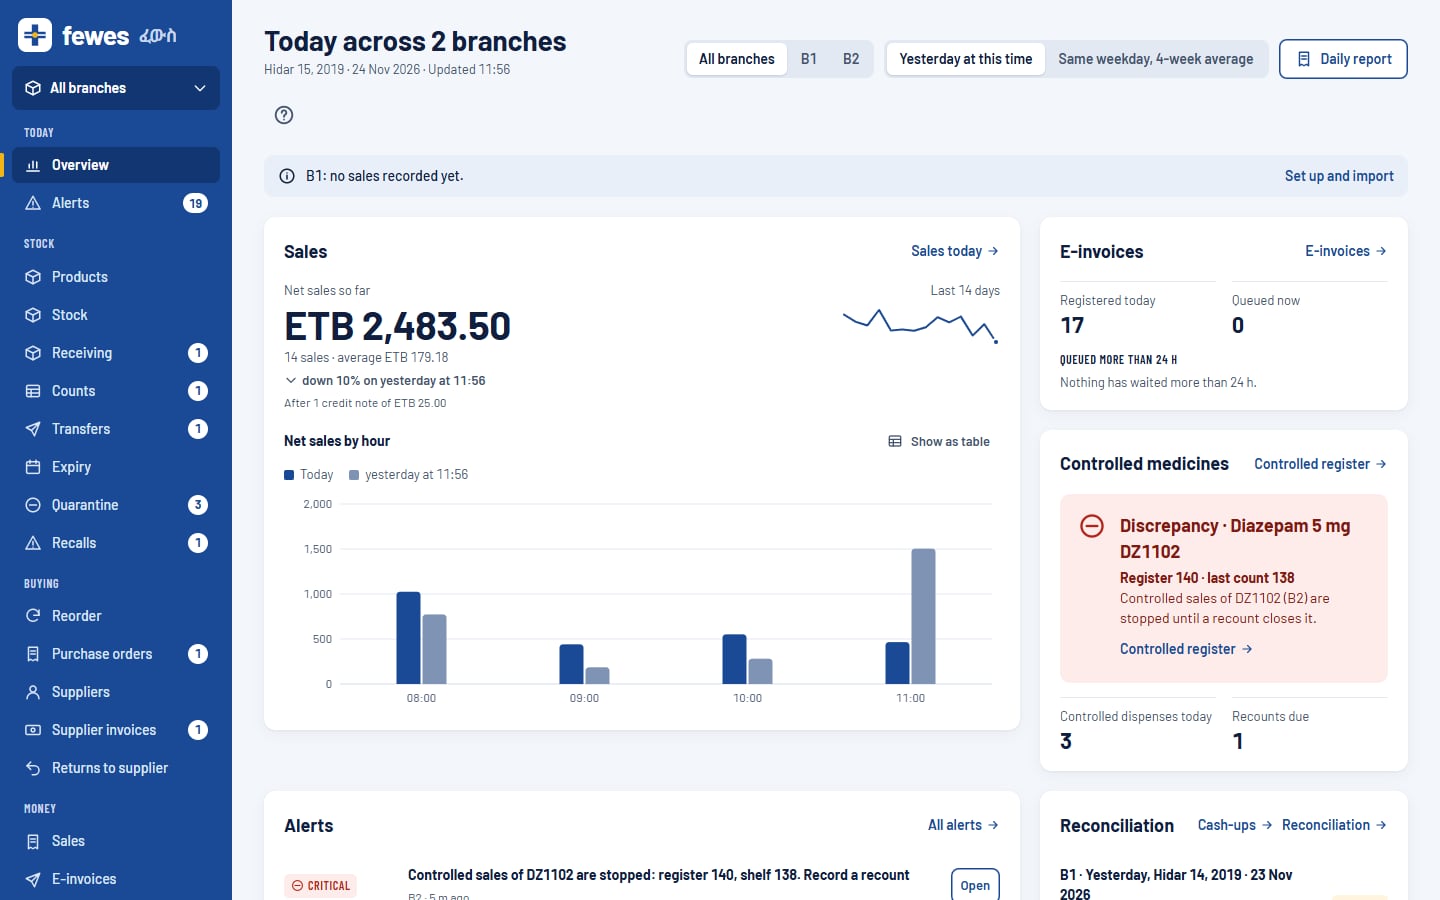 fewes ፈውስ
All branches
TODAY
Overview
Alerts 19
STOCK
Products
Stock
Receiving 1
Counts 1
Transfers 1
Expiry
Quarantine 3
Recalls 1
BUYING
Reorder
Purchase orders 1
Suppliers
Supplier invoices 1
Returns to supplier
MONEY
Sales
E-invoices
Today across 2 branches
Hidar 15, 2019 · 24 Nov 2026 · Updated 11:56
All branches B1 B2
Yesterday at this time Same weekday, 4-week average
Daily report
B1: no sales recorded yet. Set up and import
Sales Sales today →
Net sales so far Last 14 days
ETB 2,483.50
14 sales · average ETB 179.18
down 10% on yesterday at 11:56
After 1 credit note of ETB 25.00
Net sales by hour Show as table
Today yesterday at 11:56
2,000
1,500
1,000
500
0
08:00 09:00 10:00 11:00
E-invoices E-invoices →
Registered today Queued now
17 0
QUEUED MORE THAN 24 H
Nothing has waited more than 24 h.
Controlled medicines Controlled register →
Discrepancy · Diazepam 5 mg
DZ1102
Register 140 · last count 138
Controlled sales of DZ1102 (B2) are
stopped until a recount closes it.
Controlled register →
Controlled dispenses today Recounts due
3 1
Alerts All alerts →
CRITICAL
Controlled sales of DZ1102 are stopped: register 140, shelf 138. Record a recount
B2 · 5 m ago
Open
Reconciliation Cash-ups → Reconciliation →
B1 · Yesterday, Hidar 14, 2019 · 23 Nov
2026